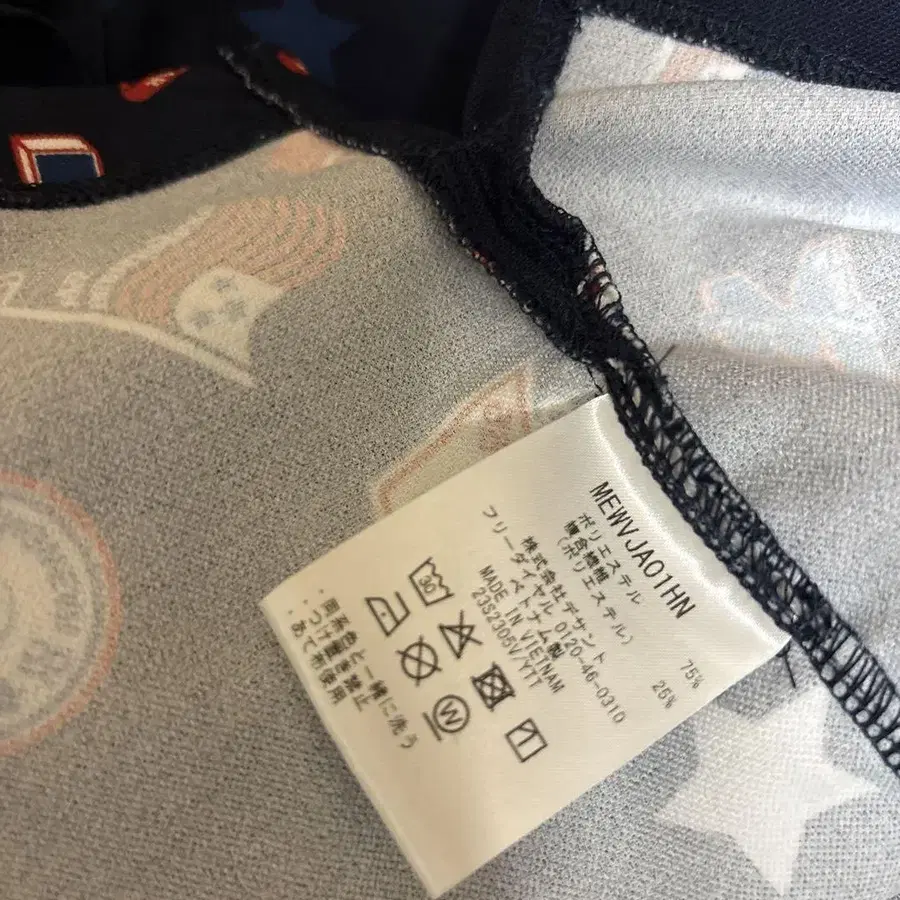 MEWVJA01HN
ポリエステル 75%
複合繊維 25%
(ポリエステル)
株式会社デサント
フリーダイヤル 0120-46-0310
ベトナム製
MADE IN VIETNAM
23S2305V/YTT
30
W
・同系色と一緒に洗う
・つけ置き禁止
・あて布使用